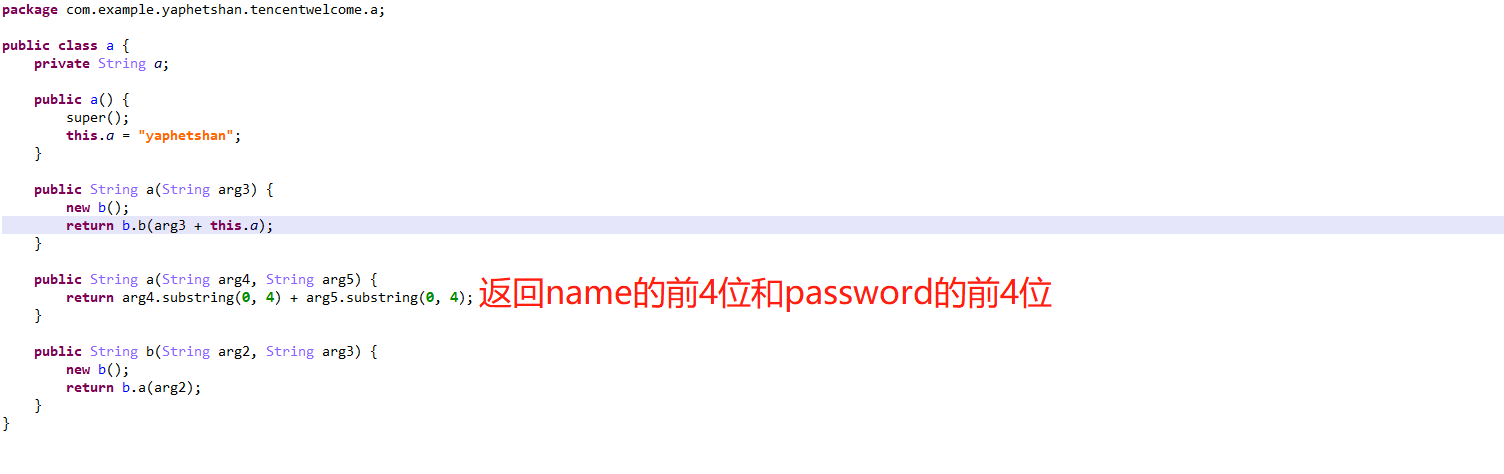 package com.example.yaphetshan.tencentwelcome.a;
public class a {
private String a;
public a() {
super();
this.a = "yaphetshan";
}
public String a(String arg3) {
new b();
return b.b(arg3 + this.a);
}
public String a(String arg4, String arg5) {
return arg4.substring(0, 4) + arg5.substring(0, 4); 返回name的前4位和password的前4位
}
public String b(String arg2, String arg3) {
new b();
return b.a(arg2);
}
}